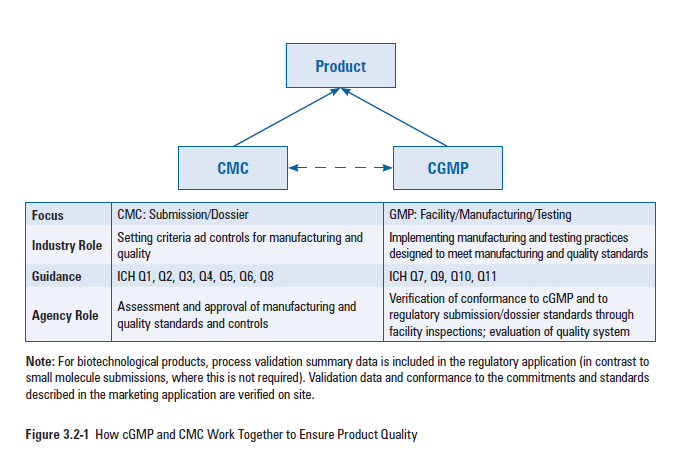 Product
CMC
CGMP
Focus
CMC: Submission/Dossier
GMP: Facility/Manufacturing/Testing
Industry Role
Setting criteria ad controls for manufacturing and
quality
Implementing manufacturing and testing practices
designed to meet manufacturing and quality standards
Guidance
ICH Q1, Q2, Q3, Q4, Q5, Q6, Q8
ICH Q7, Q9, Q10, Q11
Agency Role
Assessment and approval of manufacturing and
quality standards and controls
Verification of conformance to cGMP and to
regulatory submission/dossier standards through
facility inspections; evaluation of quality system
Note: For biotechnological products, process validation summary data is included in the regulatory application (in contrast to
small molecule submissions, where this is not required). Validation data and conformance to the commitments and standards
described in the marketing application are verified on site.
Figure 3.2-1 How cGMP and CMC Work Together to Ensure Product Quality